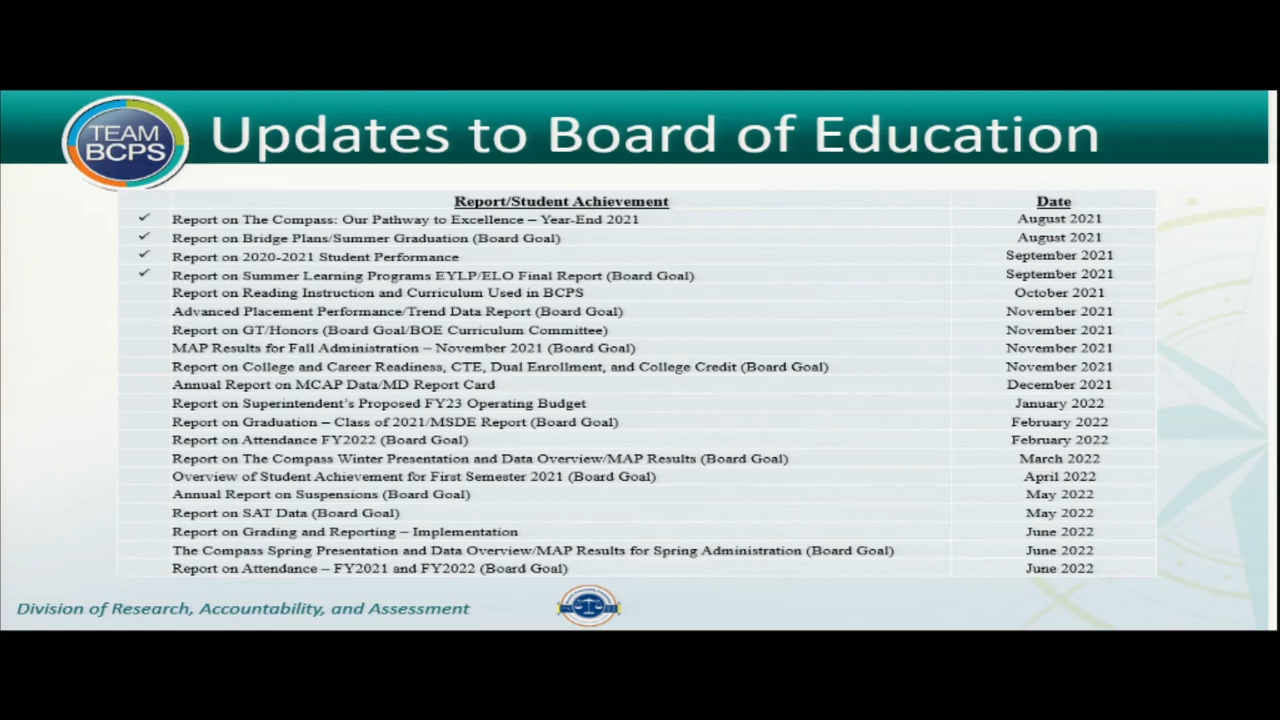 TEAM
BCPS
Updates to Board of Education
Report/Student Achievement Date
✓ Report on The Compass: Our Pathway to Excellence – Year-End 2021 August 2021
✓ Report on Bridge Plans/Summer Graduation (Board Goal) August 2021
✓ Report on 2020-2021 Student Performance September 2021
✓ Report on Summer Learning Programs EYLP/ELO Final Report (Board Goal) September 2021
Report on Reading Instruction and Curriculum Used in BCPS October 2021
Advanced Placement Performance/Trend Data Report (Board Goal) November 2021
Report on GT/Honors (Board Goal/BOE Curriculum Committee) November 2021
MAP Results for Fall Administration – November 2021 (Board Goal) November 2021
Report on College and Career Readiness, CTE, Dual Enrollment, and College Credit (Board Goal) November 2021
Annual Report on MCAP Data/MD Report Card December 2021
Report on Superintendent's Proposed FY23 Operating Budget January 2022
Report on Graduation – Class of 2021/MSDE Report (Board Goal) February 2022
Report on Attendance FY2022 (Board Goal) February 2022
Report on The Compass Winter Presentation and Data Overview/MAP Results (Board Goal) March 2022
Overview of Student Achievement for First Semester 2021 (Board Goal) April 2022
Annual Report on Suspensions (Board Goal) May 2022
Report on SAT Data (Board Goal) May 2022
Report on Grading and Reporting – Implementation June 2022
The Compass Spring Presentation and Data Overview/MAP Results for Spring Administration (Board Goal) June 2022
Report on Attendance – FY2021 and FY2022 (Board Goal) June 2022
Division of Research, Accountability, and Assessment